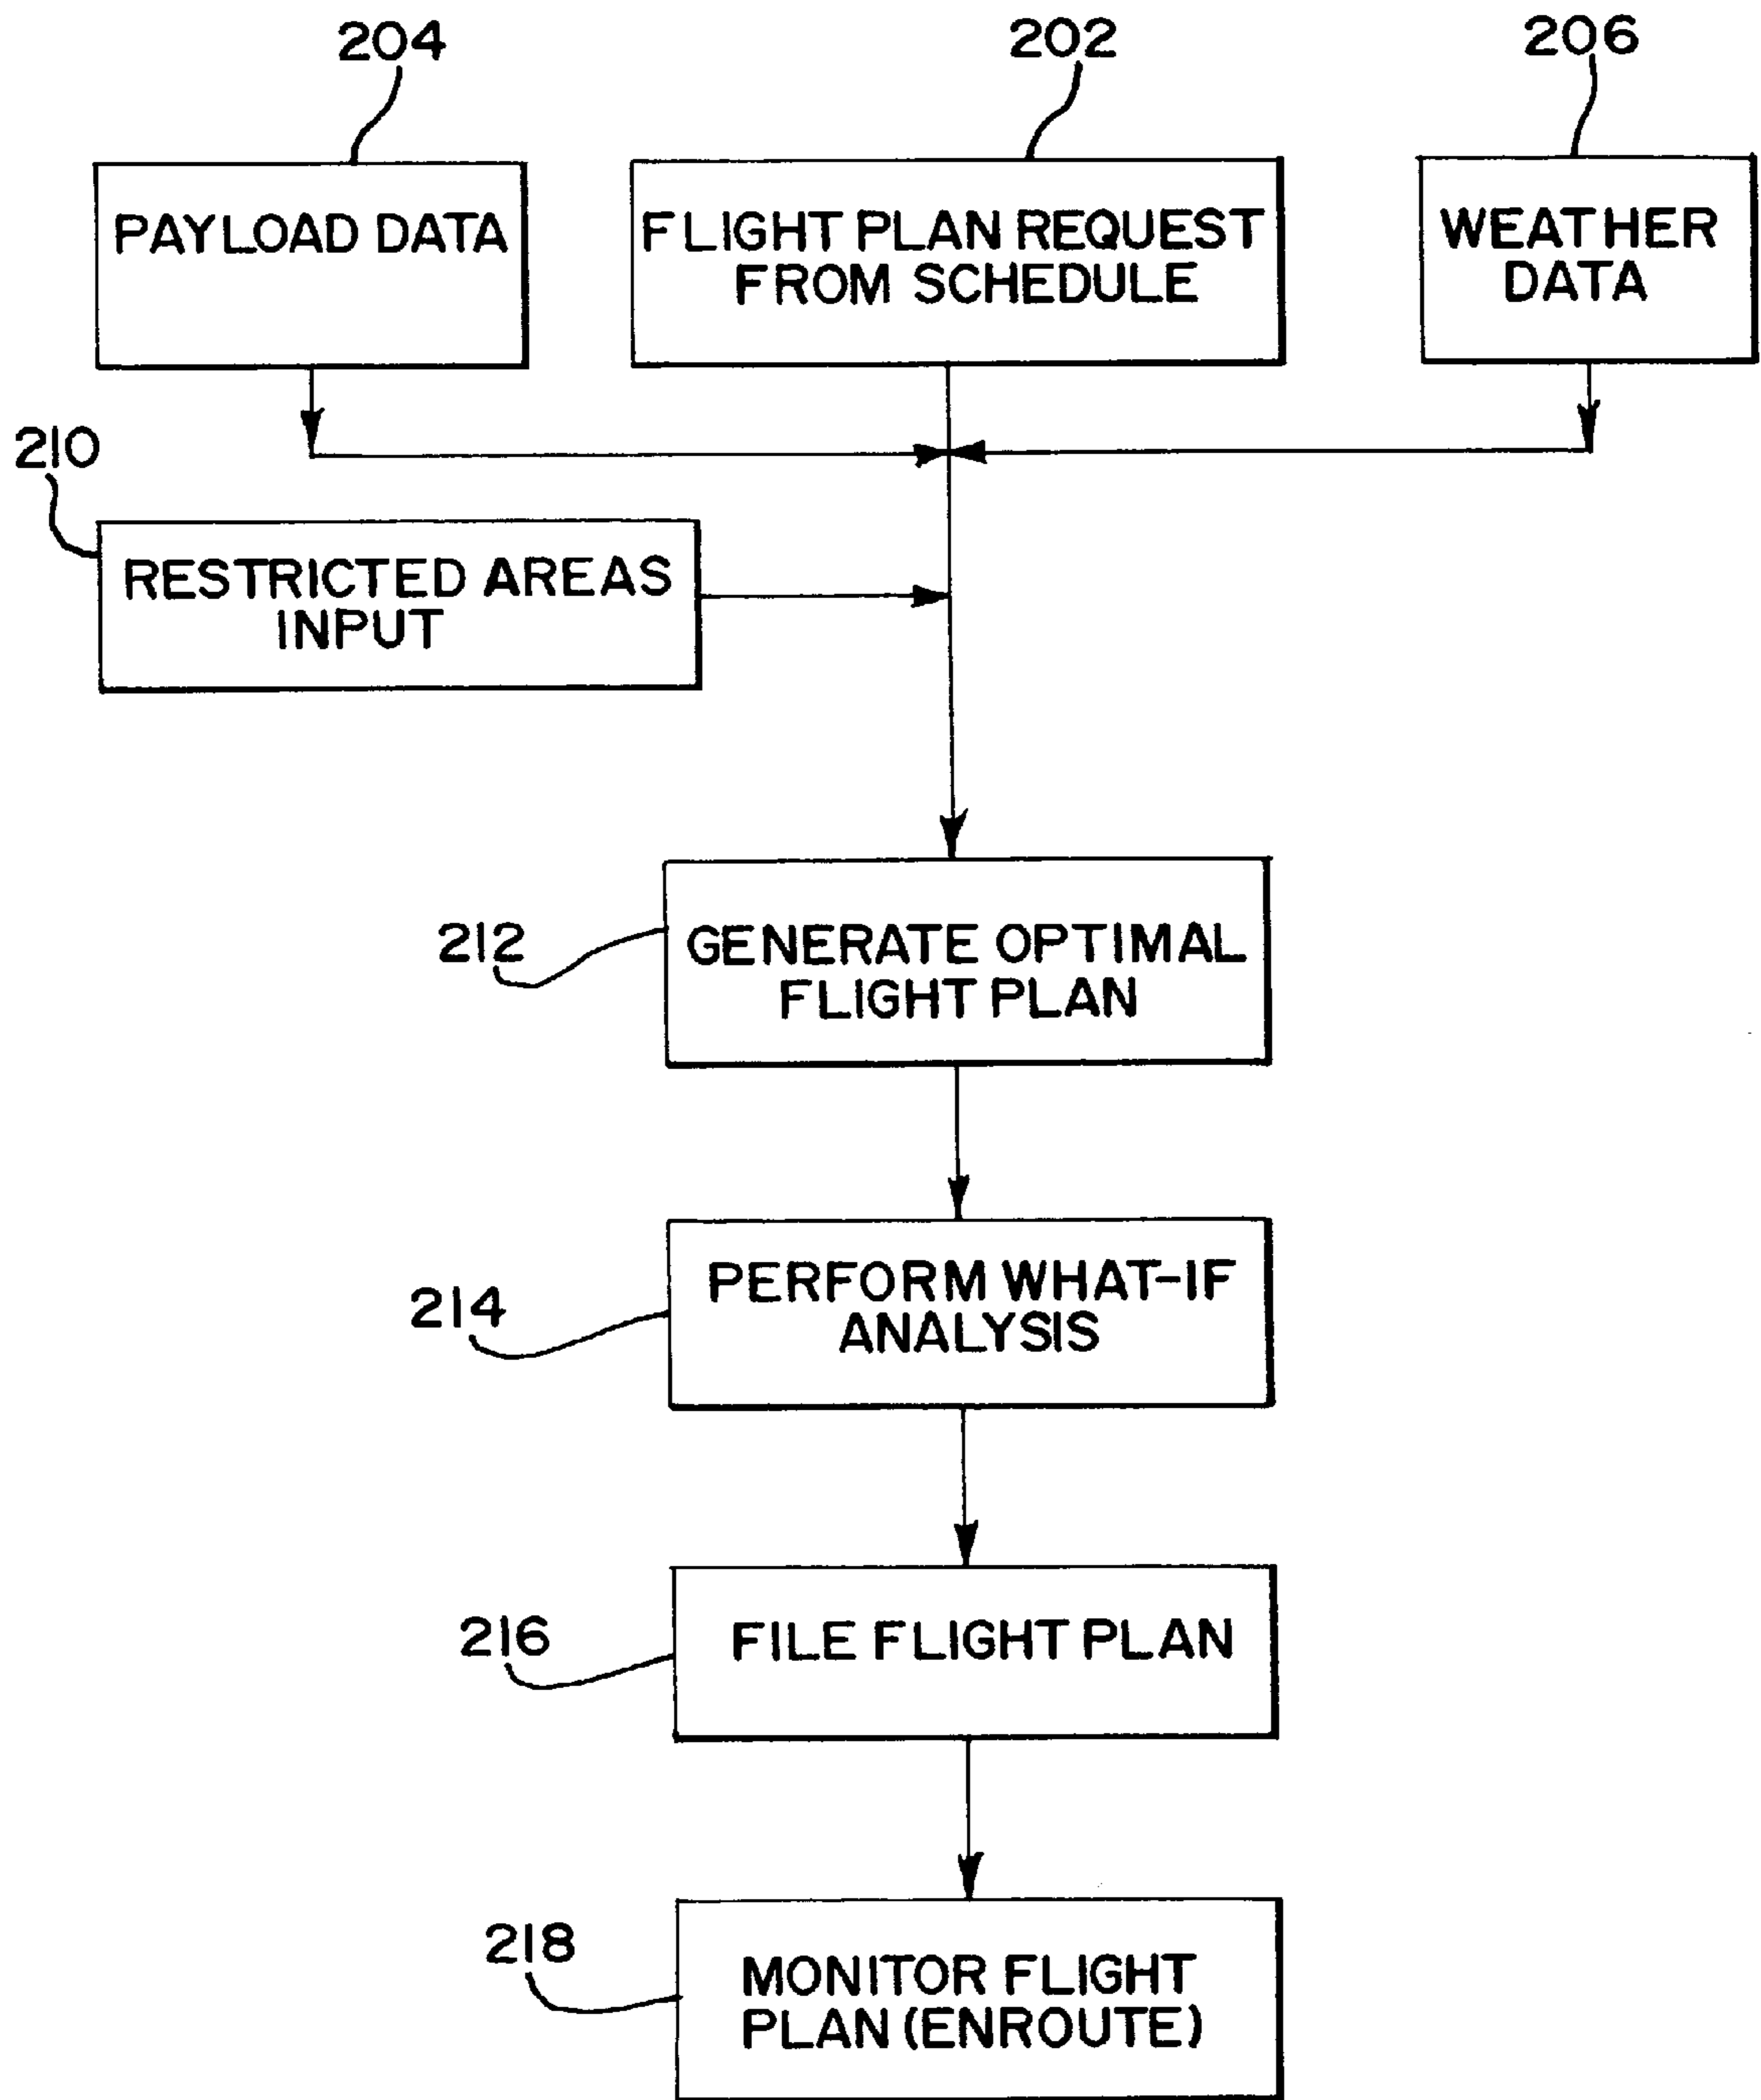 204
202
206
PAYLOAD DATA
FLIGHT PLAN REQUEST
FROM SCHEDULE
WEATHER
DATA
210
RESTRICTED AREAS
INPUT
212
GENERATE OPTIMAL
FLIGHT PLAN
214
PERFORM WHAT-IF
ANALYSIS
216
FILE FLIGHT PLAN
218
MONITOR FLIGHT
PLAN (ENROUTE)